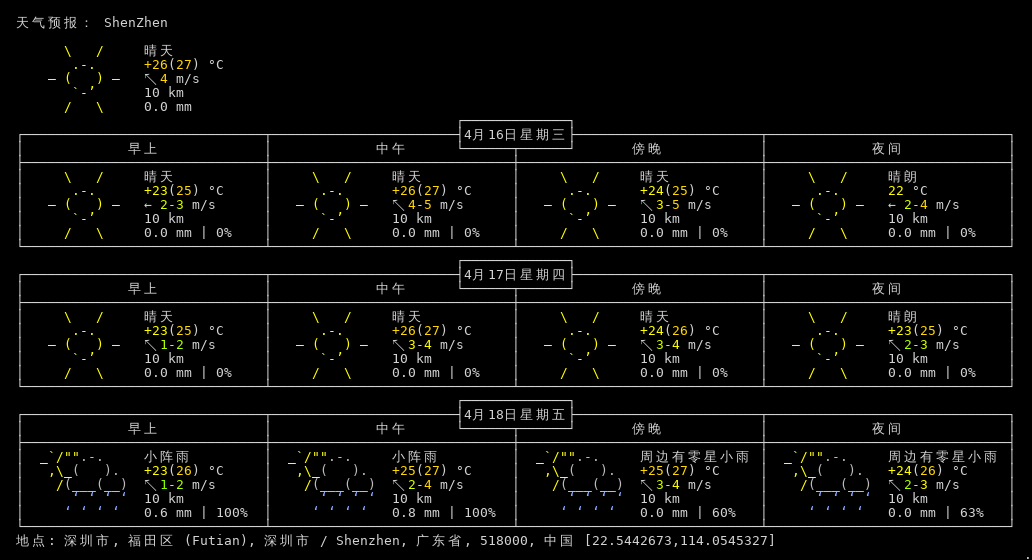 天气预报： ShenZhen
晴天
+26(27) °C
↖ 4 m/s
10 km
0.0 mm
4月16日星期三
早上 中午 傍晚 夜间
晴天 晴天 晴天 晴朗
+23(25) °C +26(27) °C +24(25) °C 22 °C
← 2-3 m/s ↖ 4-5 m/s ↖ 3-5 m/s ← 2-4 m/s
10 km 10 km 10 km 10 km
0.0 mm | 0% 0.0 mm | 0% 0.0 mm | 0% 0.0 mm | 0%
4月17日星期四
早上 中午 傍晚 夜间
晴天 晴天 晴天 晴朗
+23(25) °C +26(27) °C +24(26) °C +23(25) °C
↖ 1-2 m/s ↖ 3-4 m/s ↖ 3-4 m/s ↖ 2-3 m/s
10 km 10 km 10 km 10 km
0.0 mm | 0% 0.0 mm | 0% 0.0 mm | 0% 0.0 mm | 0%
4月18日星期五
早上 中午 傍晚 夜间
小阵雨 小阵雨 周边有零星小雨 周边有零星小雨
+23(26) °C +25(27) °C +25(27) °C +24(26) °C
↖ 1-2 m/s ↖ 2-4 m/s ↖ 3-4 m/s ↖ 2-3 m/s
10 km 10 km 10 km 10 km
0.6 mm | 100% 0.8 mm | 100% 0.0 mm | 60% 0.0 mm | 63%
地点: 深圳市, 福田区 (Futian), 深圳市 / Shenzhen, 广东省, 518000, 中国 [22.5442673,114.0545327]